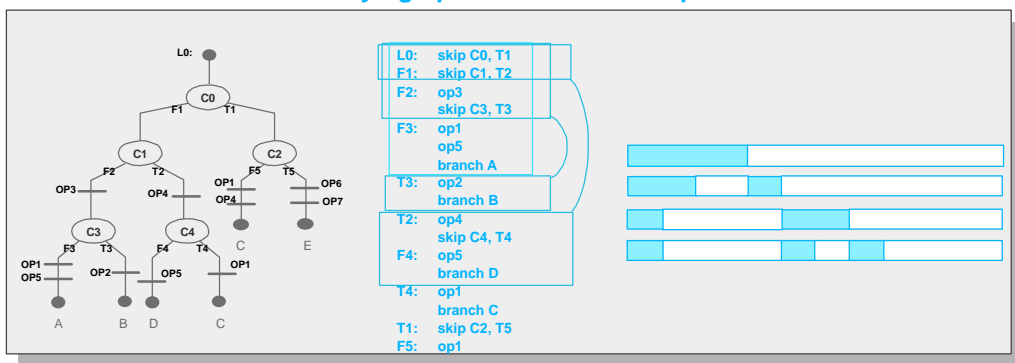 L0:
C0
F1 T1
C1 C2
F2 T2 F5 T5
OP3 OP4 OP1 OP4 OP6 OP7
C3 C4 C E
F3 T3 F4 T4
OP1 OP5 OP2 OP5 OP1
A B D C
L0: skip C0, T1
F1: skip C1, T2
F2: op3
skip C3, T3
F3: op1
op5
branch A
T3: op2
branch B
T2: op4
skip C4, T4
F4: op5
branch D
T4: op1
branch C
T1: skip C2, T5
F5: op1